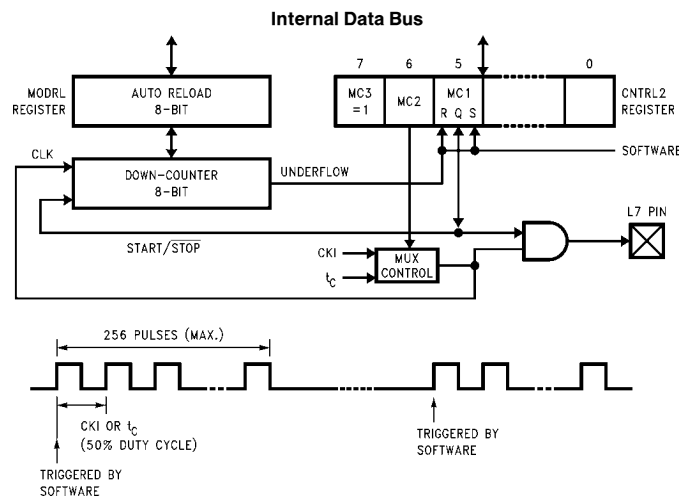 Internal Data Bus
7
6
5
0
MODRL
REGISTER
AUTO RELOAD
8-BIT
MC3
=1
MC2
MC1
R Q S
CNTRL2
REGISTER
CLK
DOWN-COUNTER
8-BIT
UNDERFLOW
SOFTWARE
START/STOP
L7 PIN
CKI
tC
MUX
CONTROL
256 PULSES (MAX.)
CKI OR tC
(50% DUTY CYCLE)
TRIGGERED BY
SOFTWARE
TRIGGERED BY
SOFTWARE